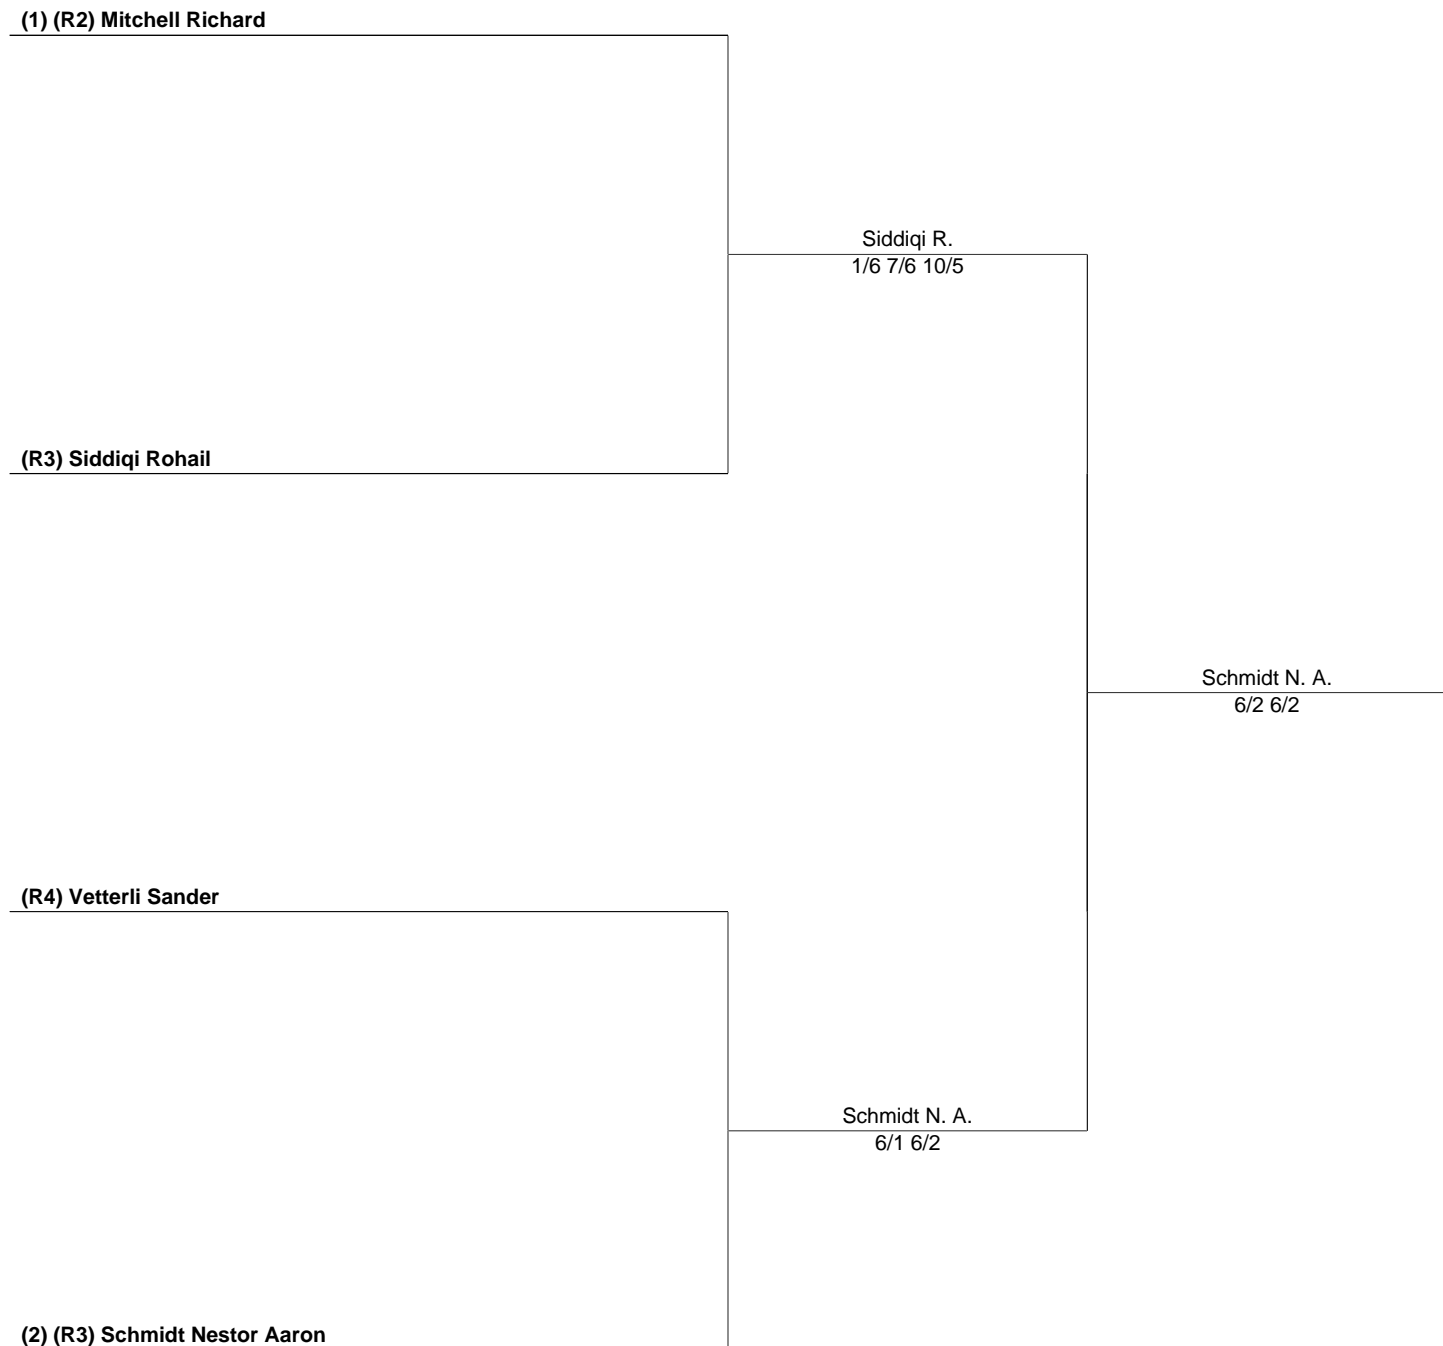 (1) (R2) Mitchell Richard
Siddiqi R.
1/6 7/6 10/5
(R3) Siddiqi Rohail
Schmidt N. A.
6/2 6/2
(R4) Vetterli Sander
Schmidt N. A.
6/1 6/2
(2) (R3) Schmidt Nestor Aaron